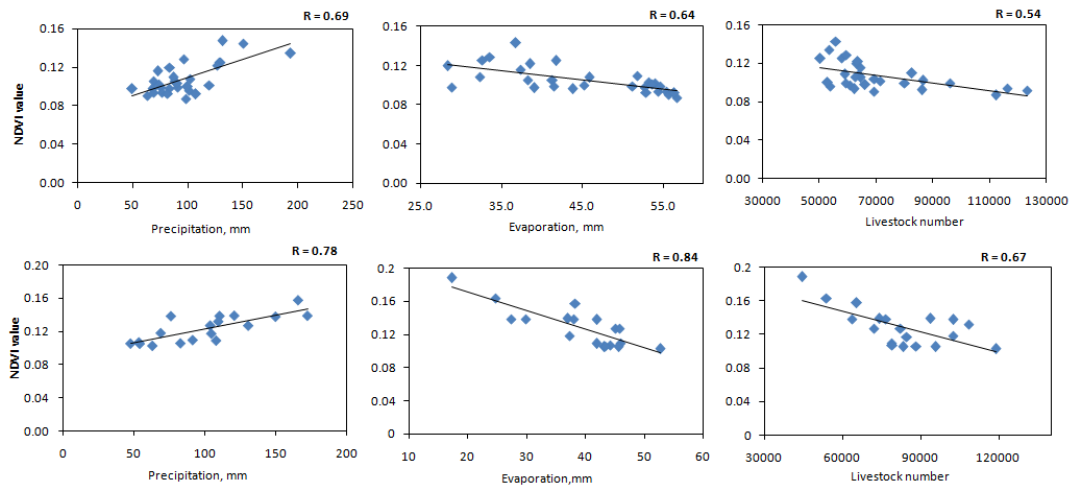 R = 0.69
R = 0.64
R = 0.54
NDVI value
0.16
0.12
0.08
0.04
0.00
0 50 100 150 200 250
Precipitation, mm
0.16
0.12
0.08
0.04
0.00
25.0 35.0 45.0 55.0
Evaporation, mm
0.16
0.12
0.08
0.04
0.00
30000 50000 70000 90000 110000 130000
Livestock number
R = 0.78
R = 0.84
R = 0.67
NDVI value
0.20
0.16
0.12
0.08
0.04
0.00
0 50 100 150 200
Precipitation, mm
0.2
0.16
0.12
0.08
0.04
0
10 20 30 40 50 60
Evaporation,mm
0.2
0.16
0.12
0.08
0.04
0
30000 60000 90000 120000
Livestock number